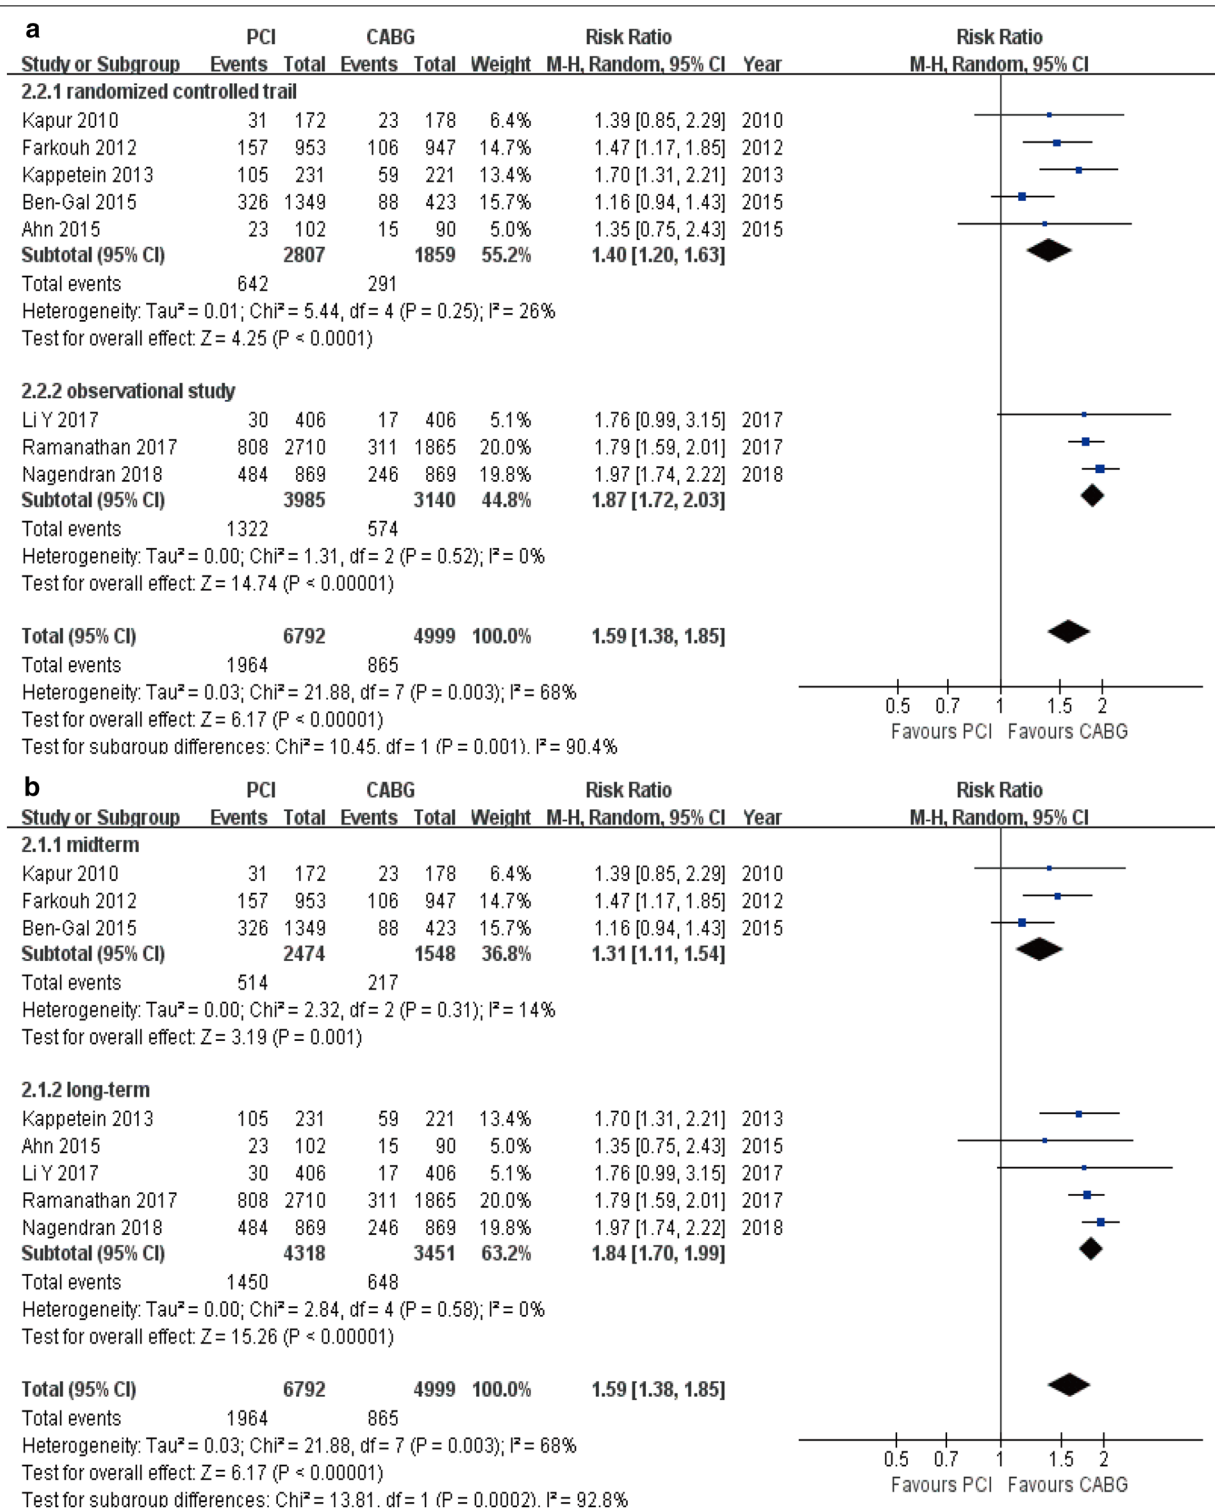 a
PCI CABG Risk Ratio Risk Ratio
Study or Subgroup Events Total Events Total Weight M-H, Random, 95% CI Year M-H, Random, 95% CI
2.2.1 randomized controlled trail
Kapur 2010 31 172 23 178 6.4% 1.39 [0.85, 2.29] 2010
Farkouh 2012 157 953 106 947 14.7% 1.47 [1.17, 1.85] 2012
Kappetein 2013 105 231 59 221 13.4% 1.70 [1.31, 2.21] 2013
Ben-Gal 2015 326 1349 88 423 15.7% 1.16 [0.94, 1.43] 2015
Ahn 2015 23 102 15 90 5.0% 1.35 [0.75, 2.43] 2015
Subtotal (95% CI) 2807 1859 55.2% 1.40 [1.20, 1.63]
Total events 642 291
Heterogeneity: Tau² = 0.01; Chi² = 5.44, df = 4 (P = 0.25); I² = 26%
Test for overall effect: Z = 4.25 (P < 0.0001)
2.2.2 observational study
Li Y 2017 30 406 17 406 5.1% 1.76 [0.99, 3.15] 2017
Ramanathan 2017 808 2710 311 1865 20.0% 1.79 [1.59, 2.01] 2017
Nagendran 2018 484 869 246 869 19.8% 1.97 [1.74, 2.22] 2018
Subtotal (95% CI) 3985 3140 44.8% 1.87 [1.72, 2.03]
Total events 1322 574
Heterogeneity: Tau² = 0.00; Chi² = 1.31, df = 2 (P = 0.52); I² = 0%
Test for overall effect: Z = 14.74 (P < 0.00001)
Total (95% CI) 6792 4999 100.0% 1.59 [1.38, 1.85]
Total events 1964 865
Heterogeneity: Tau² = 0.03; Chi² = 21.88, df = 7 (P = 0.003); I² = 68%
Test for overall effect: Z = 6.17 (P < 0.00001)
Test for subgroup differences: Chi² = 10.45, df = 1 (P = 0.001), I² = 90.4%
0.5 0.7 1 1.5 2
Favours PCI Favours CABG
b
PCI CABG Risk Ratio Risk Ratio
Study or Subgroup Events Total Events Total Weight M-H, Random, 95% CI Year M-H, Random, 95% CI
2.1.1 midterm
Kapur 2010 31 172 23 178 6.4% 1.39 [0.85, 2.29] 2010
Farkouh 2012 157 953 106 947 14.7% 1.47 [1.17, 1.85] 2012
Ben-Gal 2015 326 1349 88 423 15.7% 1.16 [0.94, 1.43] 2015
Subtotal (95% CI) 2474 1548 36.8% 1.31 [1.11, 1.54]
Total events 514 217
Heterogeneity: Tau² = 0.00; Chi² = 2.32, df = 2 (P = 0.31); I² = 14%
Test for overall effect: Z = 3.19 (P = 0.001)
2.1.2 long-term
Kappetein 2013 105 231 59 221 13.4% 1.70 [1.31, 2.21] 2013
Ahn 2015 23 102 15 90 5.0% 1.35 [0.75, 2.43] 2015
Li Y 2017 30 406 17 406 5.1% 1.76 [0.99, 3.15] 2017
Ramanathan 2017 808 2710 311 1865 20.0% 1.79 [1.59, 2.01] 2017
Nagendran 2018 484 869 246 869 19.8% 1.97 [1.74, 2.22] 2018
Subtotal (95% CI) 4318 3451 63.2% 1.84 [1.70, 1.99]
Total events 1450 648
Heterogeneity: Tau² = 0.00; Chi² = 2.84, df = 4 (P = 0.58); I² = 0%
Test for overall effect: Z = 15.26 (P < 0.00001)
Total (95% CI) 6792 4999 100.0% 1.59 [1.38, 1.85]
Total events 1964 865
Heterogeneity: Tau² = 0.03; Chi² = 21.88, df = 7 (P = 0.003); I² = 68%
Test for overall effect: Z = 6.17 (P < 0.00001)
Test for subgroup differences: Chi² = 13.81, df = 1 (P = 0.0002), I² = 92.8%
0.5 0.7 1 1.5 2
Favours PCI Favours CABG